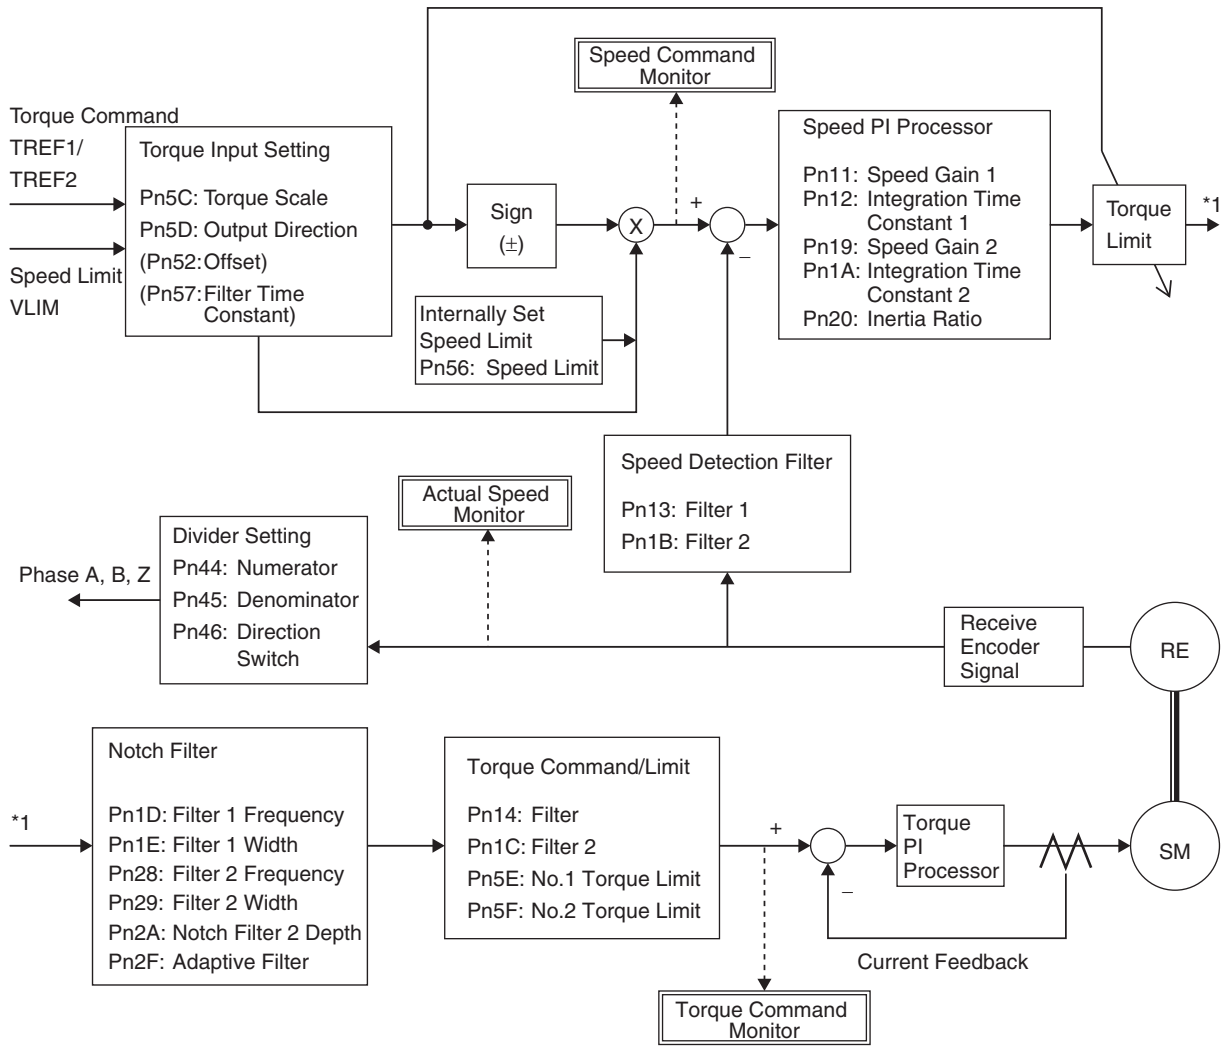 Speed Command
Monitor
Torque Command
TREF1/
TREF2
Speed Limit
VLIM
Torque Input Setting
Pn5C: Torque Scale
Pn5D: Output Direction
(Pn52: Offset)
(Pn57: Filter Time
Constant)
Sign
(±)
X
+
−
Internally Set
Speed Limit
Pn56: Speed Limit
Speed PI Processor
Pn11: Speed Gain 1
Pn12: Integration Time
Constant 1
Pn19: Speed Gain 2
Pn1A: Integration Time
Constant 2
Pn20: Inertia Ratio
Torque
Limit
*1
Speed Detection Filter
Pn13: Filter 1
Pn1B: Filter 2
Actual Speed
Monitor
Divider Setting
Pn44: Numerator
Pn45: Denominator
Pn46: Direction
Switch
Phase A, B, Z
Receive
Encoder
Signal
RE
*1
Notch Filter
Pn1D: Filter 1 Frequency
Pn1E: Filter 1 Width
Pn28: Filter 2 Frequency
Pn29: Filter 2 Width
Pn2A: Notch Filter 2 Depth
Pn2F: Adaptive Filter
Torque Command/Limit
Pn14: Filter
Pn1C: Filter 2
Pn5E: No.1 Torque Limit
Pn5F: No.2 Torque Limit
+
−
Torque
PI
Processor
SM
Current Feedback
Torque Command
Monitor